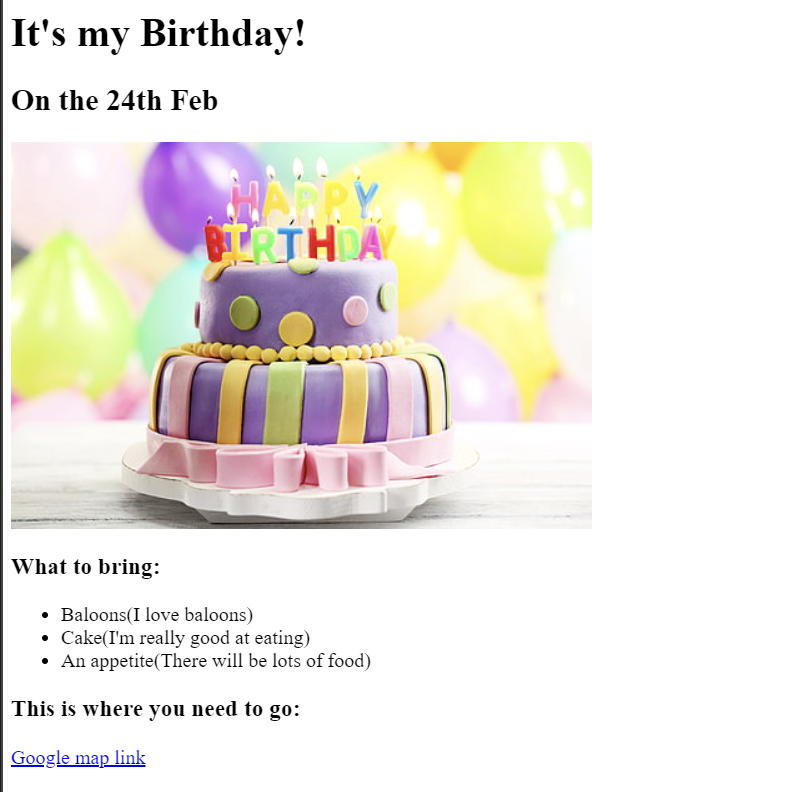 It's my Birthday!
On the 24th Feb
HAPPY
BIRTHDAY
What to bring:
Baloons(I love baloons)
Cake(I'm really good at eating)
An appetite(There will be lots of food)
This is where you need to go:
Google map link